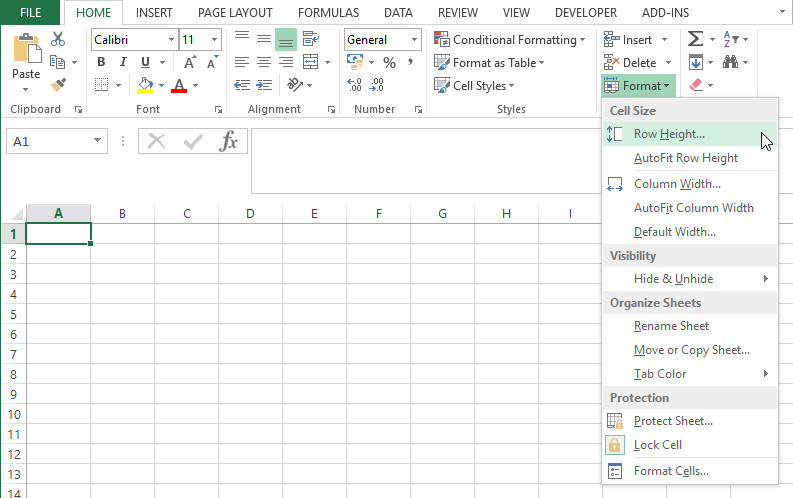 FILE HOME INSERT PAGE LAYOUT FORMULAS DATA REVIEW VIEW DEVELOPER ADD-INS
Paste
Calibri 11
A A
B I U A
General
% ,
.0 .00
.00 .0
Conditional Formatting
Format as Table
Cell Styles
Insert
Delete
Format
Σ A Z
Clipboard Font Alignment Number Styles
A1 fx
Cell Size
Row Height...
AutoFit Row Height
Column Width...
AutoFit Column Width
Default Width...
Visibility
Hide & Unhide
Organize Sheets
Rename Sheet
Move or Copy Sheet...
Tab Color
Protection
Protect Sheet...
Lock Cell
Format Cells...
A B C D E F G H I
1
2
3
4
5
6
7
8
9
10
11
12
13
14